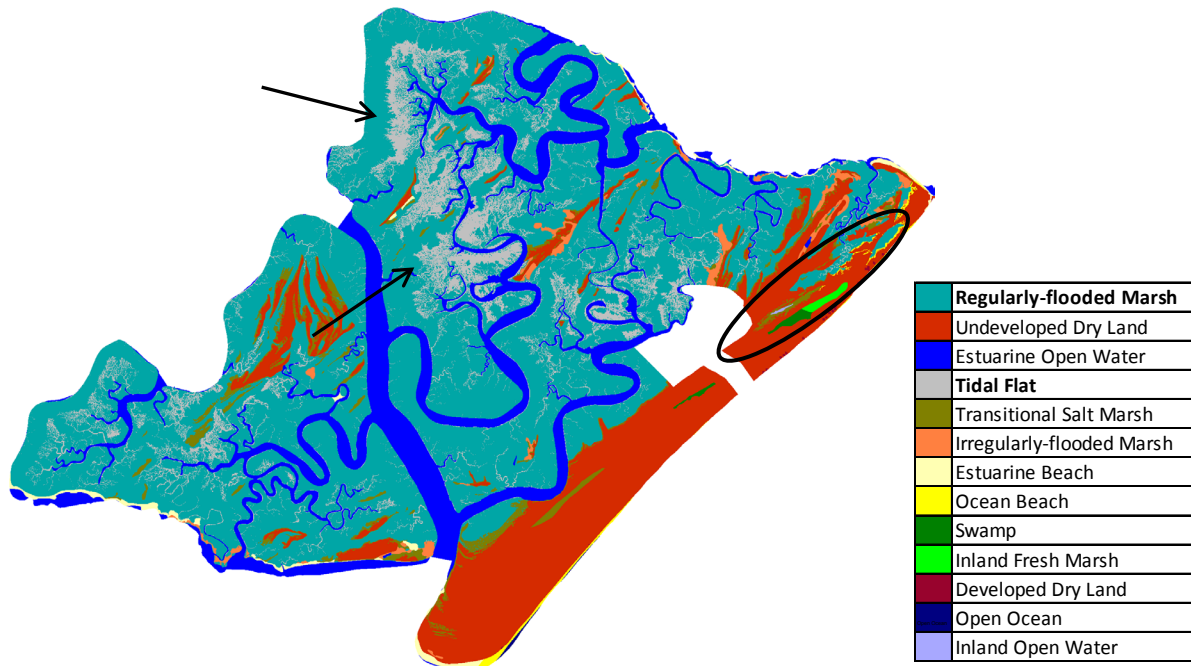 Regularly-flooded Marsh
Undeveloped Dry Land
Estuarine Open Water
Tidal Flat
Transitional Salt Marsh
Irregularly-flooded Marsh
Estuarine Beach
Ocean Beach
Swamp
Inland Fresh Marsh
Developed Dry Land
Open Ocean
Inland Open Water